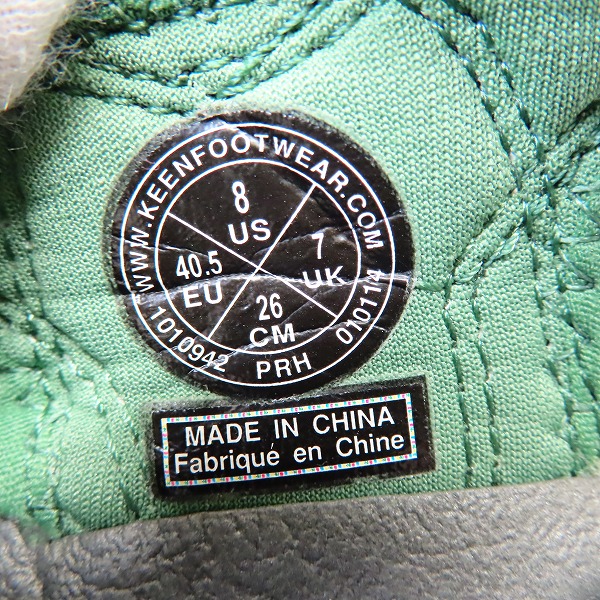 WWW.KEENFOOTWEAR.COM
8
US
40.5
EU
7
UK
26
CM
1010942 PRH 010114
MADE IN CHINA
Fabriqué en Chine